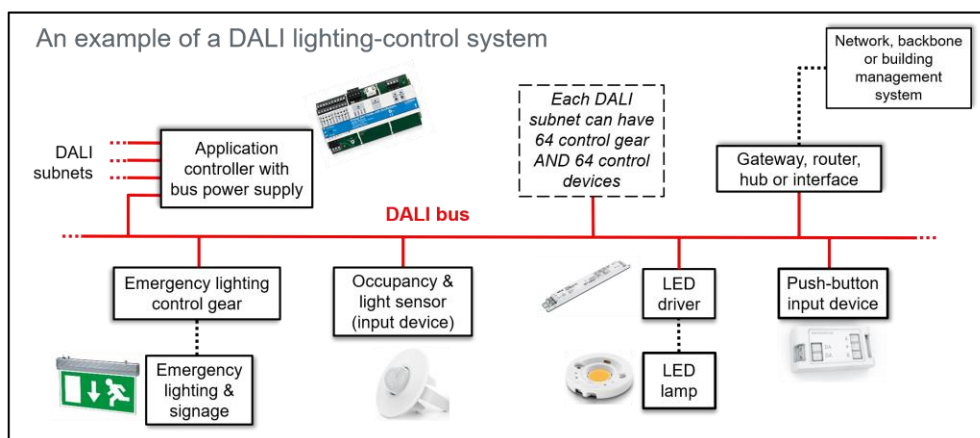 An example of a DALI lighting-control system
Network, backbone
or building
management
system
Each DALI
subnet can have
64 control gear
AND 64 control
devices
DALI
subnets
Application
controller with
bus power supply
Gateway, router,
hub or interface
DALI bus
Emergency lighting
control gear
Occupancy &
light sensor
(input device)
LED
driver
Push-button
input device
Emergency
lighting &
signage
LED
lamp